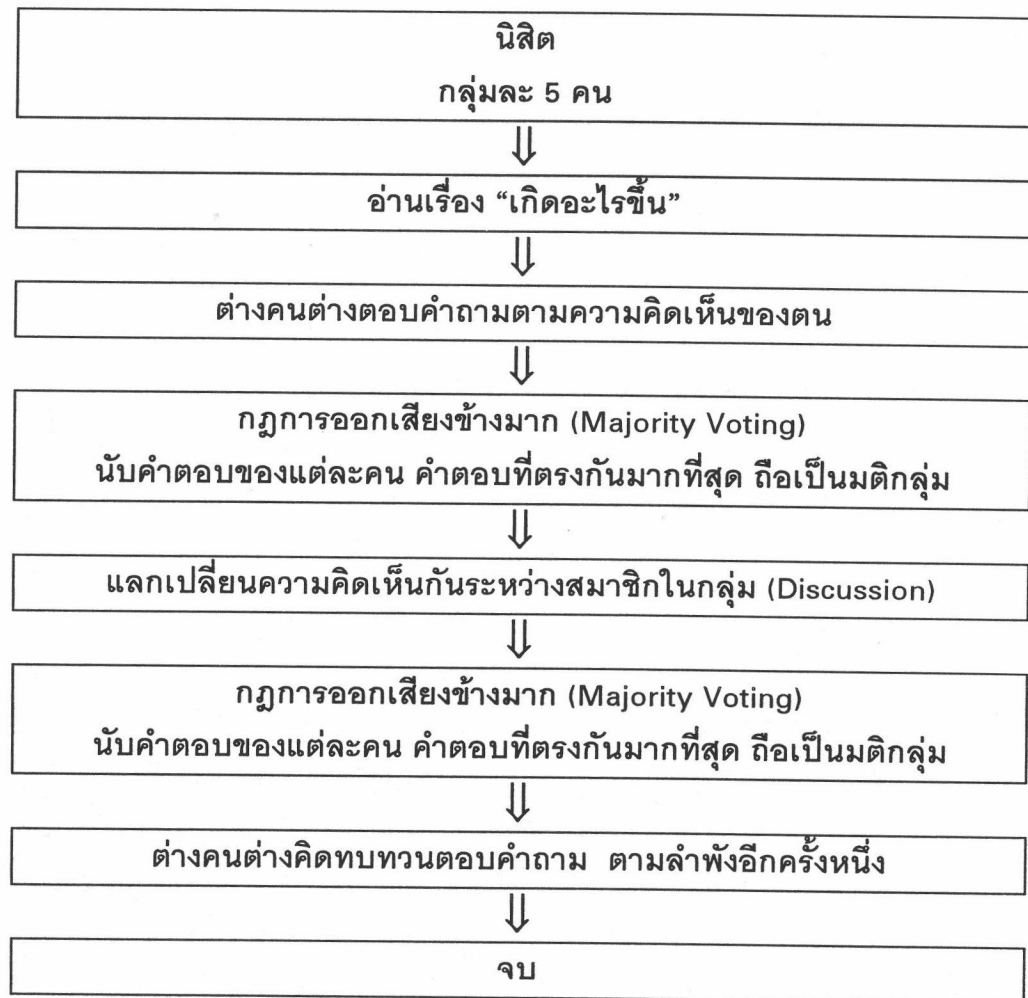 นิสิต
กลุ่มละ 5 คน
⇓
อ่านเรื่อง “เกิดอะไรขึ้น”
⇓
ต่างคนต่างตอบคำถามตามความคิดเห็นของตน
⇓
กฎการออกเสียงข้างมาก (Majority Voting)
นับคำตอบของแต่ละคน คำตอบที่ตรงกันมากที่สุด ถือเป็นมติกลุ่ม
⇓
แลกเปลี่ยนความคิดเห็นกันระหว่างสมาชิกในกลุ่ม (Discussion)
⇓
กฎการออกเสียงข้างมาก (Majority Voting)
นับคำตอบของแต่ละคน คำตอบที่ตรงกันมากที่สุด ถือเป็นมติกลุ่ม
⇓
ต่างคนต่างคิดทบทวนตอบคำถาม ตามลำพังอีกครั้งหนึ่ง
⇓
จบ